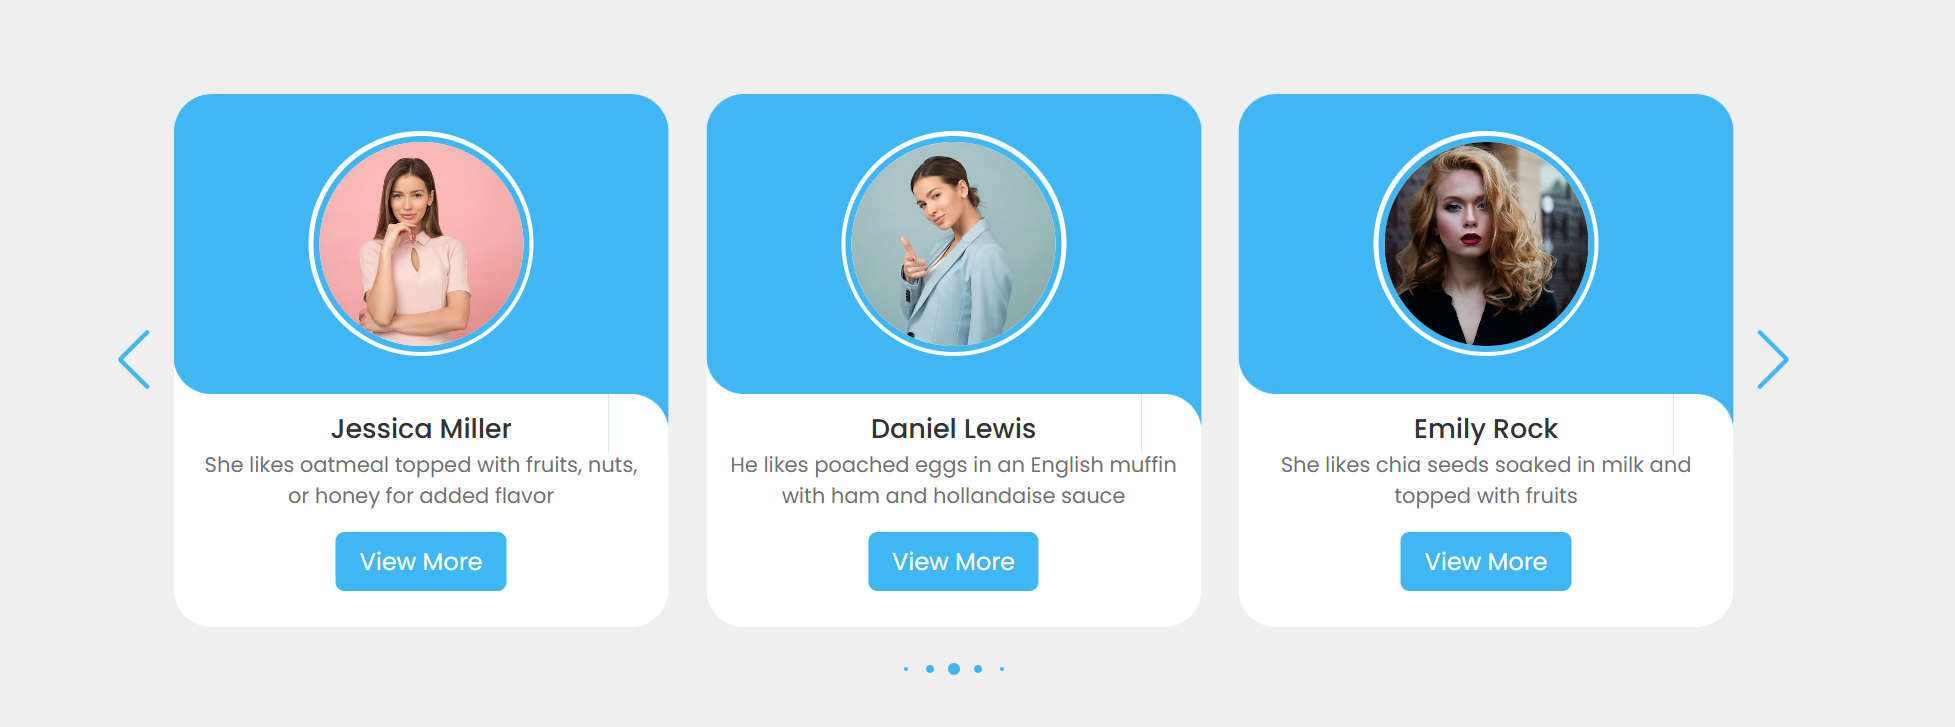 Jessica Miller
She likes oatmeal topped with fruits, nuts,
or honey for added flavor
View More
Daniel Lewis
He likes poached eggs in an English muffin
with ham and hollandaise sauce
View More
Emily Rock
She likes chia seeds soaked in milk and
topped with fruits
View More